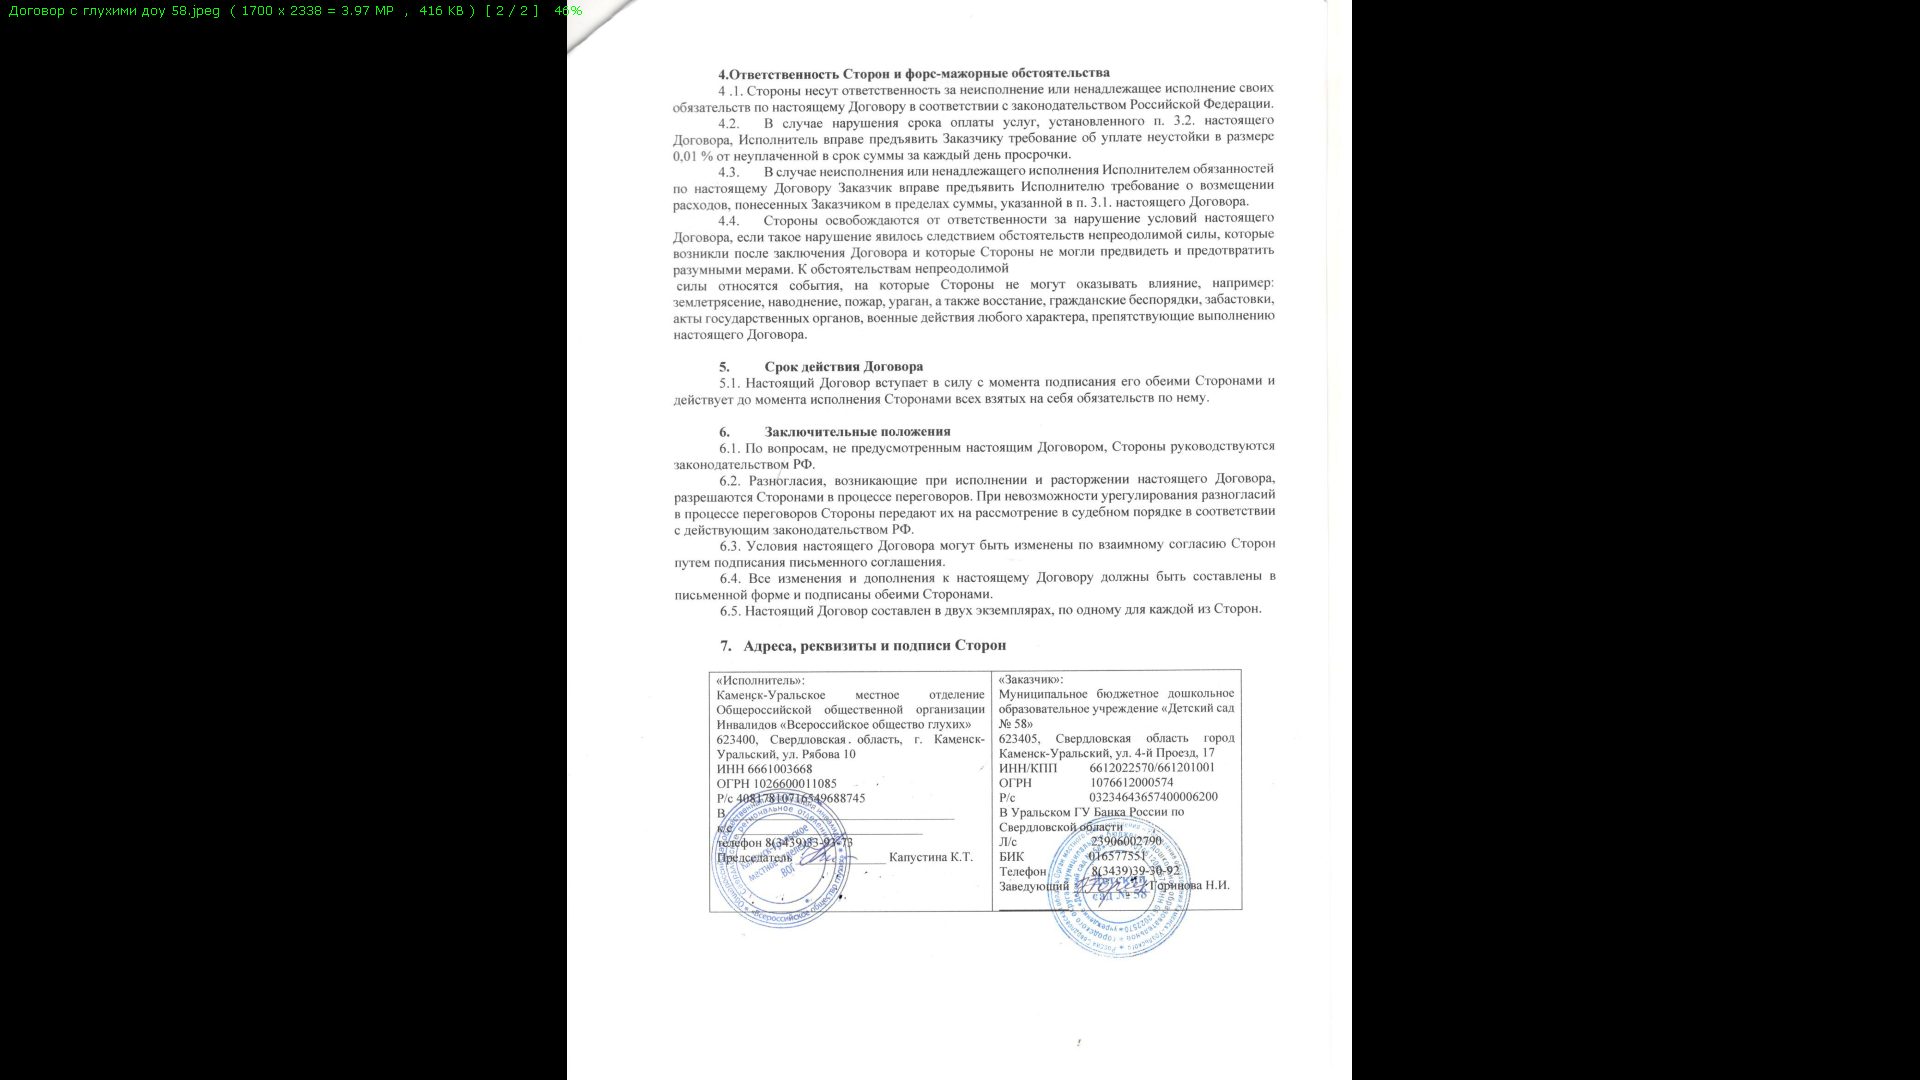 Договор с глухими доу 58.jpeg ( 1700 x 2338 = 3.97 MP , 416 KB ) [ 2 / 2 ] 46%
4.Ответственность Сторон и форс-мажорные обстоятельства
4 .1. Стороны несут ответственность за неисполнение или ненадлежащее исполнение своих
обязательств по настоящему Договору в соответствии с законодательством Российской Федерации.
4.2. В случае нарушения срока оплаты услуг, установленного п. 3.2. настоящего
Договора, Исполнитель вправе предъявить Заказчику требование об уплате неустойки в размере
0,01 % от неуплаченной в срок суммы за каждый день просрочки.
4.3. В случае неисполнения или ненадлежащего исполнения Исполнителем обязанностей
по настоящему Договору Заказчик вправе предъявить Исполнителю требование о возмещении
расходов, понесенных Заказчиком в пределах суммы, указанной в п. 3.1. настоящего Договора.
4.4. Стороны освобождаются от ответственности за нарушение условий настоящего
Договора, если такое нарушение явилось следствием обстоятельств непреодолимой силы, которые
возникли после заключения Договора и которые Стороны не могли предвидеть и предотвратить
разумными мерами. К обстоятельствам непреодолимой
силы относятся события, на которые Стороны не могут оказывать влияние, например:
землетрясение, наводнение, пожар, ураган, а также восстание, гражданские беспорядки, забастовки,
акты государственных органов, военные действия любого характера, препятствующие выполнению
настоящего Договора.
5. Срок действия Договора
5.1. Настоящий Договор вступает в силу с момента подписания его обеими Сторонами и
действует до момента исполнения Сторонами всех взятых на себя обязательств по нему.
6. Заключительные положения
6.1. По вопросам, не предусмотренным настоящим Договором, Стороны руководствуются
законодательством РФ.
6.2. Разногласия, возникающие при исполнении и расторжении настоящего Договора,
разрешаются Сторонами в процессе переговоров. При невозможности урегулирования разногласий
в процессе переговоров Стороны передают их на рассмотрение в судебном порядке в соответствии
с действующим законодательством РФ.
6.3. Условия настоящего Договора могут быть изменены по взаимному согласию Сторон
путем подписания письменного соглашения.
6.4. Все изменения и дополнения к настоящему Договору должны быть составлены в
письменной форме и подписаны обеими Сторонами.
6.5. Настоящий Договор составлен в двух экземплярах, по одному для каждой из Сторон.
7. Адреса, реквизиты и подписи Сторон
«Исполнитель»:
Каменск-Уральское местное отделение
Общероссийской общественной организации
Инвалидов «Всероссийское общество глухих»
623400, Свердловская область, г. Каменск-
Уральский, ул. Рябова 10
ИНН 6661003668
ОГРН 1026600011085
Р/с 40817810716549688745
В
к/с
телефон 8(3439)33-93-73
Председатель Капустина К.Т.
Каменск-Уральское
местное отделение
ВОГ
«Заказчик»:
Муниципальное бюджетное дошкольное
образовательное учреждение «Детский сад
№ 58»
623405, Свердловская область город
Каменск-Уральский, ул. 4-й Проезд, 17
ИНН/КПП 6612022570/661201001
ОГРН 1076612000574
Р/с 03234643657400006200
В Уральском ГУ Банка России по
Свердловской области
Л/с 23906002790
БИК 016577551
Телефон 8(3439)39-30-92
Заведующий Горинова Н.И.
Детский
сад № 58